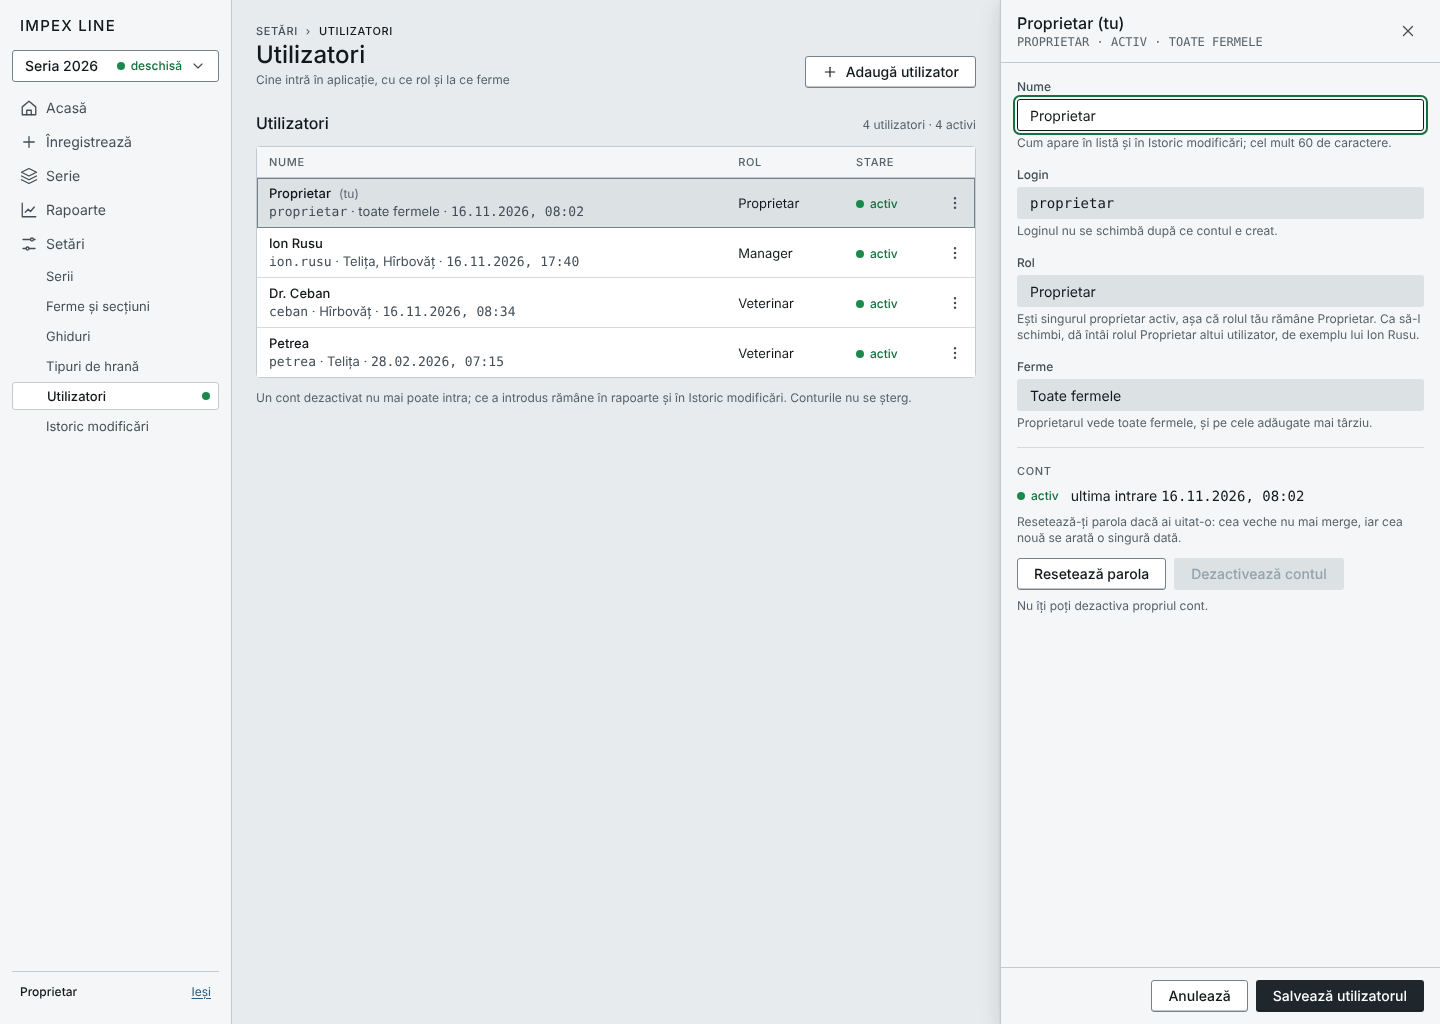 IMPEX LINE
Seria 2026 deschisă
Acasă
Înregistrează
Serie
Rapoarte
Setări
Serii
Ferme și secțiuni
Ghiduri
Tipuri de hrană
Utilizatori
Istoric modificări
Proprietar Ieși
SETĂRI › UTILIZATORI
Utilizatori
Cine intră în aplicație, cu ce rol și la ce ferme
Adaugă utilizator
Utilizatori 4 utilizatori · 4 activi
NUME ROL STARE
Proprietar (tu)
proprietar · toate fermele · 16.11.2026, 08:02 Proprietar activ
Ion Rusu
ion.rusu · Telița, Hîrbovăț · 16.11.2026, 17:40 Manager activ
Dr. Ceban
ceban · Hîrbovăț · 16.11.2026, 08:34 Veterinar activ
Petrea
petrea · Telița · 28.02.2026, 07:15 Veterinar activ
Un cont dezactivat nu mai poate intra; ce a introdus rămâne în rapoarte și în Istoric modificări. Conturile nu se șterg.
Proprietar (tu)
PROPRIETAR · ACTIV · TOATE FERMELE
Nume
Proprietar
Cum apare în listă și în Istoric modificări; cel mult 60 de caractere.
Login
proprietar
Loginul nu se schimbă după ce contul e creat.
Rol
Proprietar
Ești singurul proprietar activ, așa că rolul tău rămâne Proprietar. Ca să-l
schimbi, dă întâi rolul Proprietar altui utilizator, de exemplu lui Ion Rusu.
Ferme
Toate fermele
Proprietarul vede toate fermele, și pe cele adăugate mai târziu.
CONT
activ ultima intrare 16.11.2026, 08:02
Resetează-ți parola dacă ai uitat-o: cea veche nu mai merge, iar cea
nouă se arată o singură dată.
Resetează parola Dezactivează contul
Nu îți poți dezactiva propriul cont.
Anulează Salvează utilizatorul